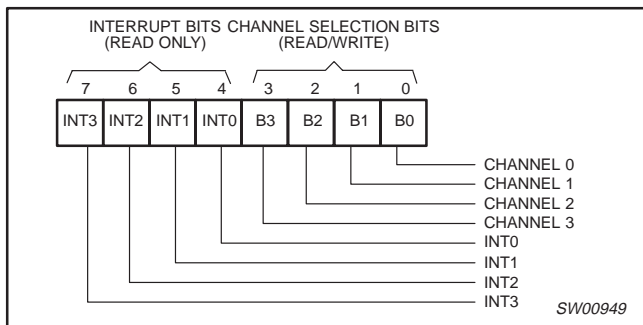 INTERRUPT BITS CHANNEL SELECTION BITS
(READ ONLY) (READ/WRITE)
7 6 5 4 3 2 1 0
INT3 INT2 INT1 INT0 B3 B2 B1 B0
CHANNEL 0
CHANNEL 1
CHANNEL 2
CHANNEL 3
INT0
INT1
INT2
INT3
SW00949